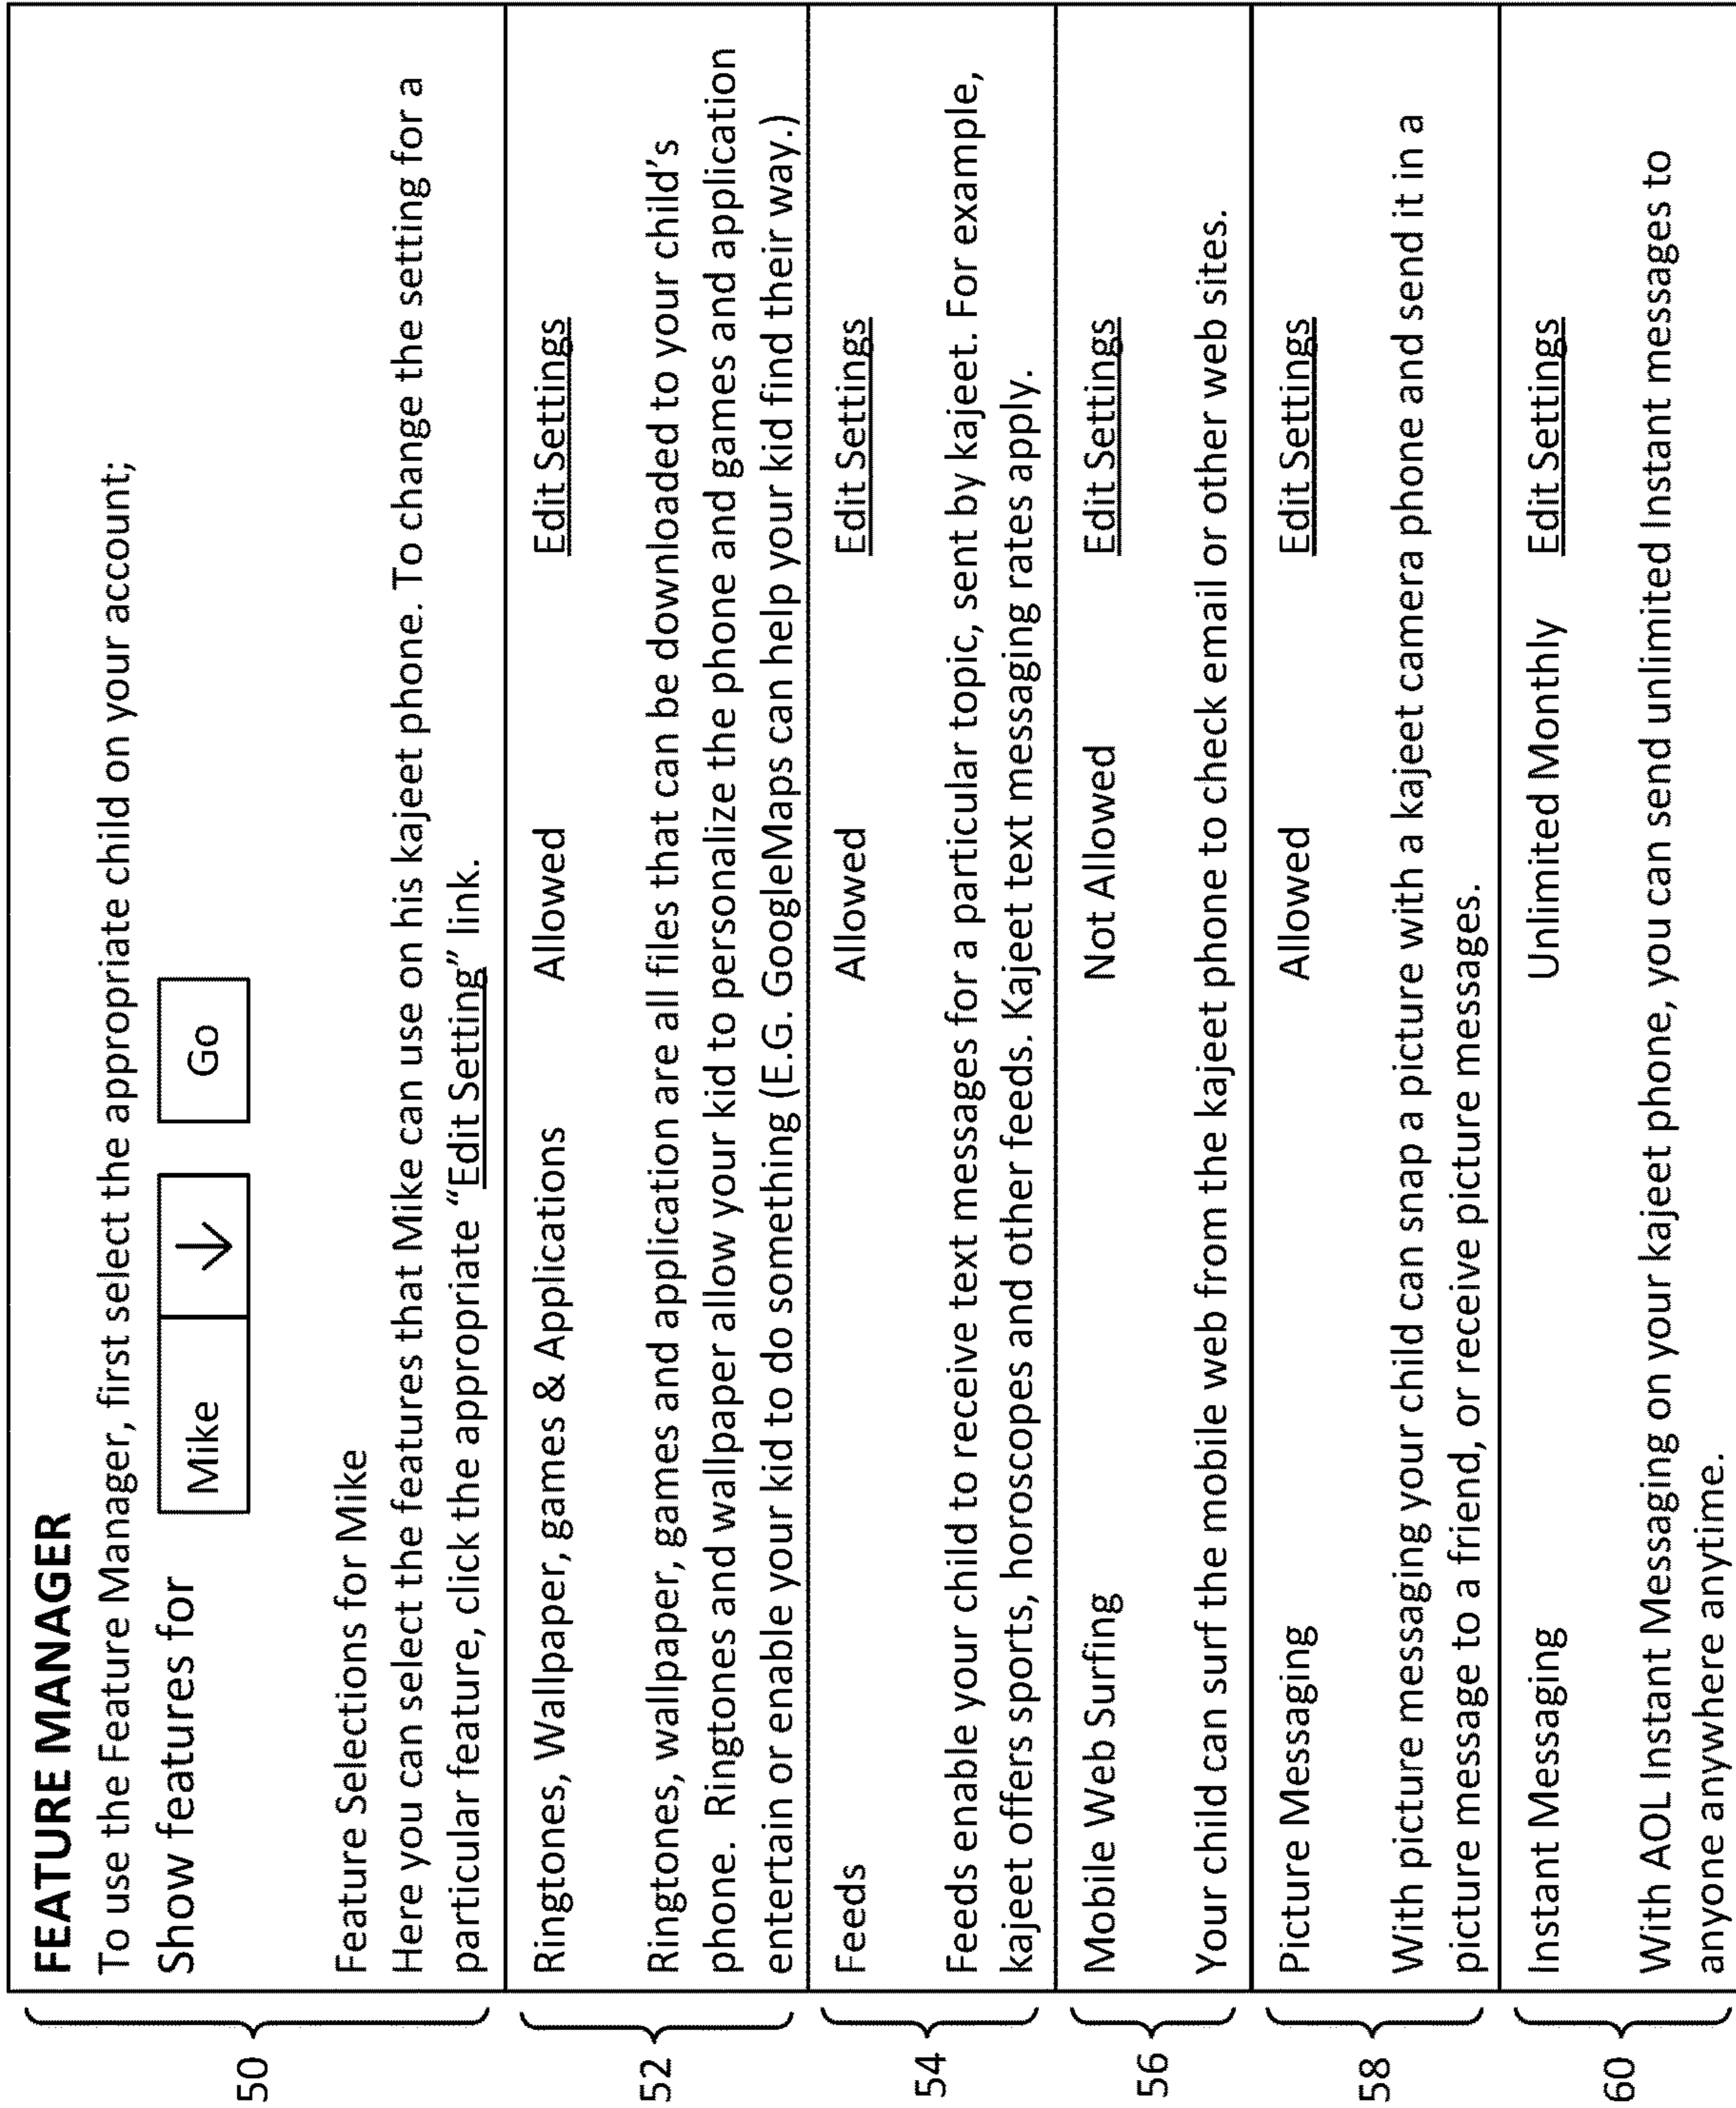 FEATURE MANAGER
To use the Feature Manager, first select the appropriate child on your account;
Show features for Mike ↓ Go
50
Feature Selections for Mike
Here you can select the features that Mike can use on his kajeet phone. To change the setting for a
particular feature, click the appropriate “Edit Setting” link.
Ringtones, Wallpaper, games & Applications Allowed Edit Settings
52
Ringtones, wallpaper, games and application are all files that can be downloaded to your child’s
phone. Ringtones and wallpaper allow your kid to personalize the phone and games and application
entertain or enable your kid to do something (E.G. GoogleMaps can help your kid find their way.)
Feeds Allowed Edit Settings
54
Feeds enable your child to receive text messages for a particular topic, sent by kajeet. For example,
kajeet offers sports, horoscopes and other feeds. Kajeet text messaging rates apply.
Mobile Web Surfing Not Allowed Edit Settings
56
Your child can surf the mobile web from the kajeet phone to check email or other web sites.
Picture Messaging Allowed Edit Settings
58
With picture messaging your child can snap a picture with a kajeet camera phone and send it in a
picture message to a friend, or receive picture messages.
Instant Messaging Unlimited Monthly Edit Settings
60
With AOL Instant Messaging on your kajeet phone, you can send unlimited Instant messages to
anyone anywhere anytime.